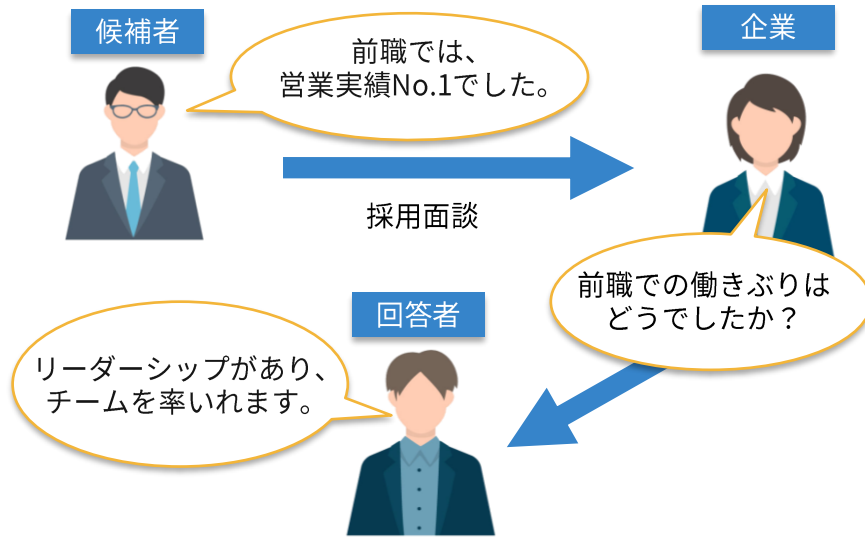 候補者
前職では、
営業実績No.1でした。
企業
採用面談
前職での働きぶりは
どうでしたか？
回答者
リーダーシップがあり、
チームを率いれます。